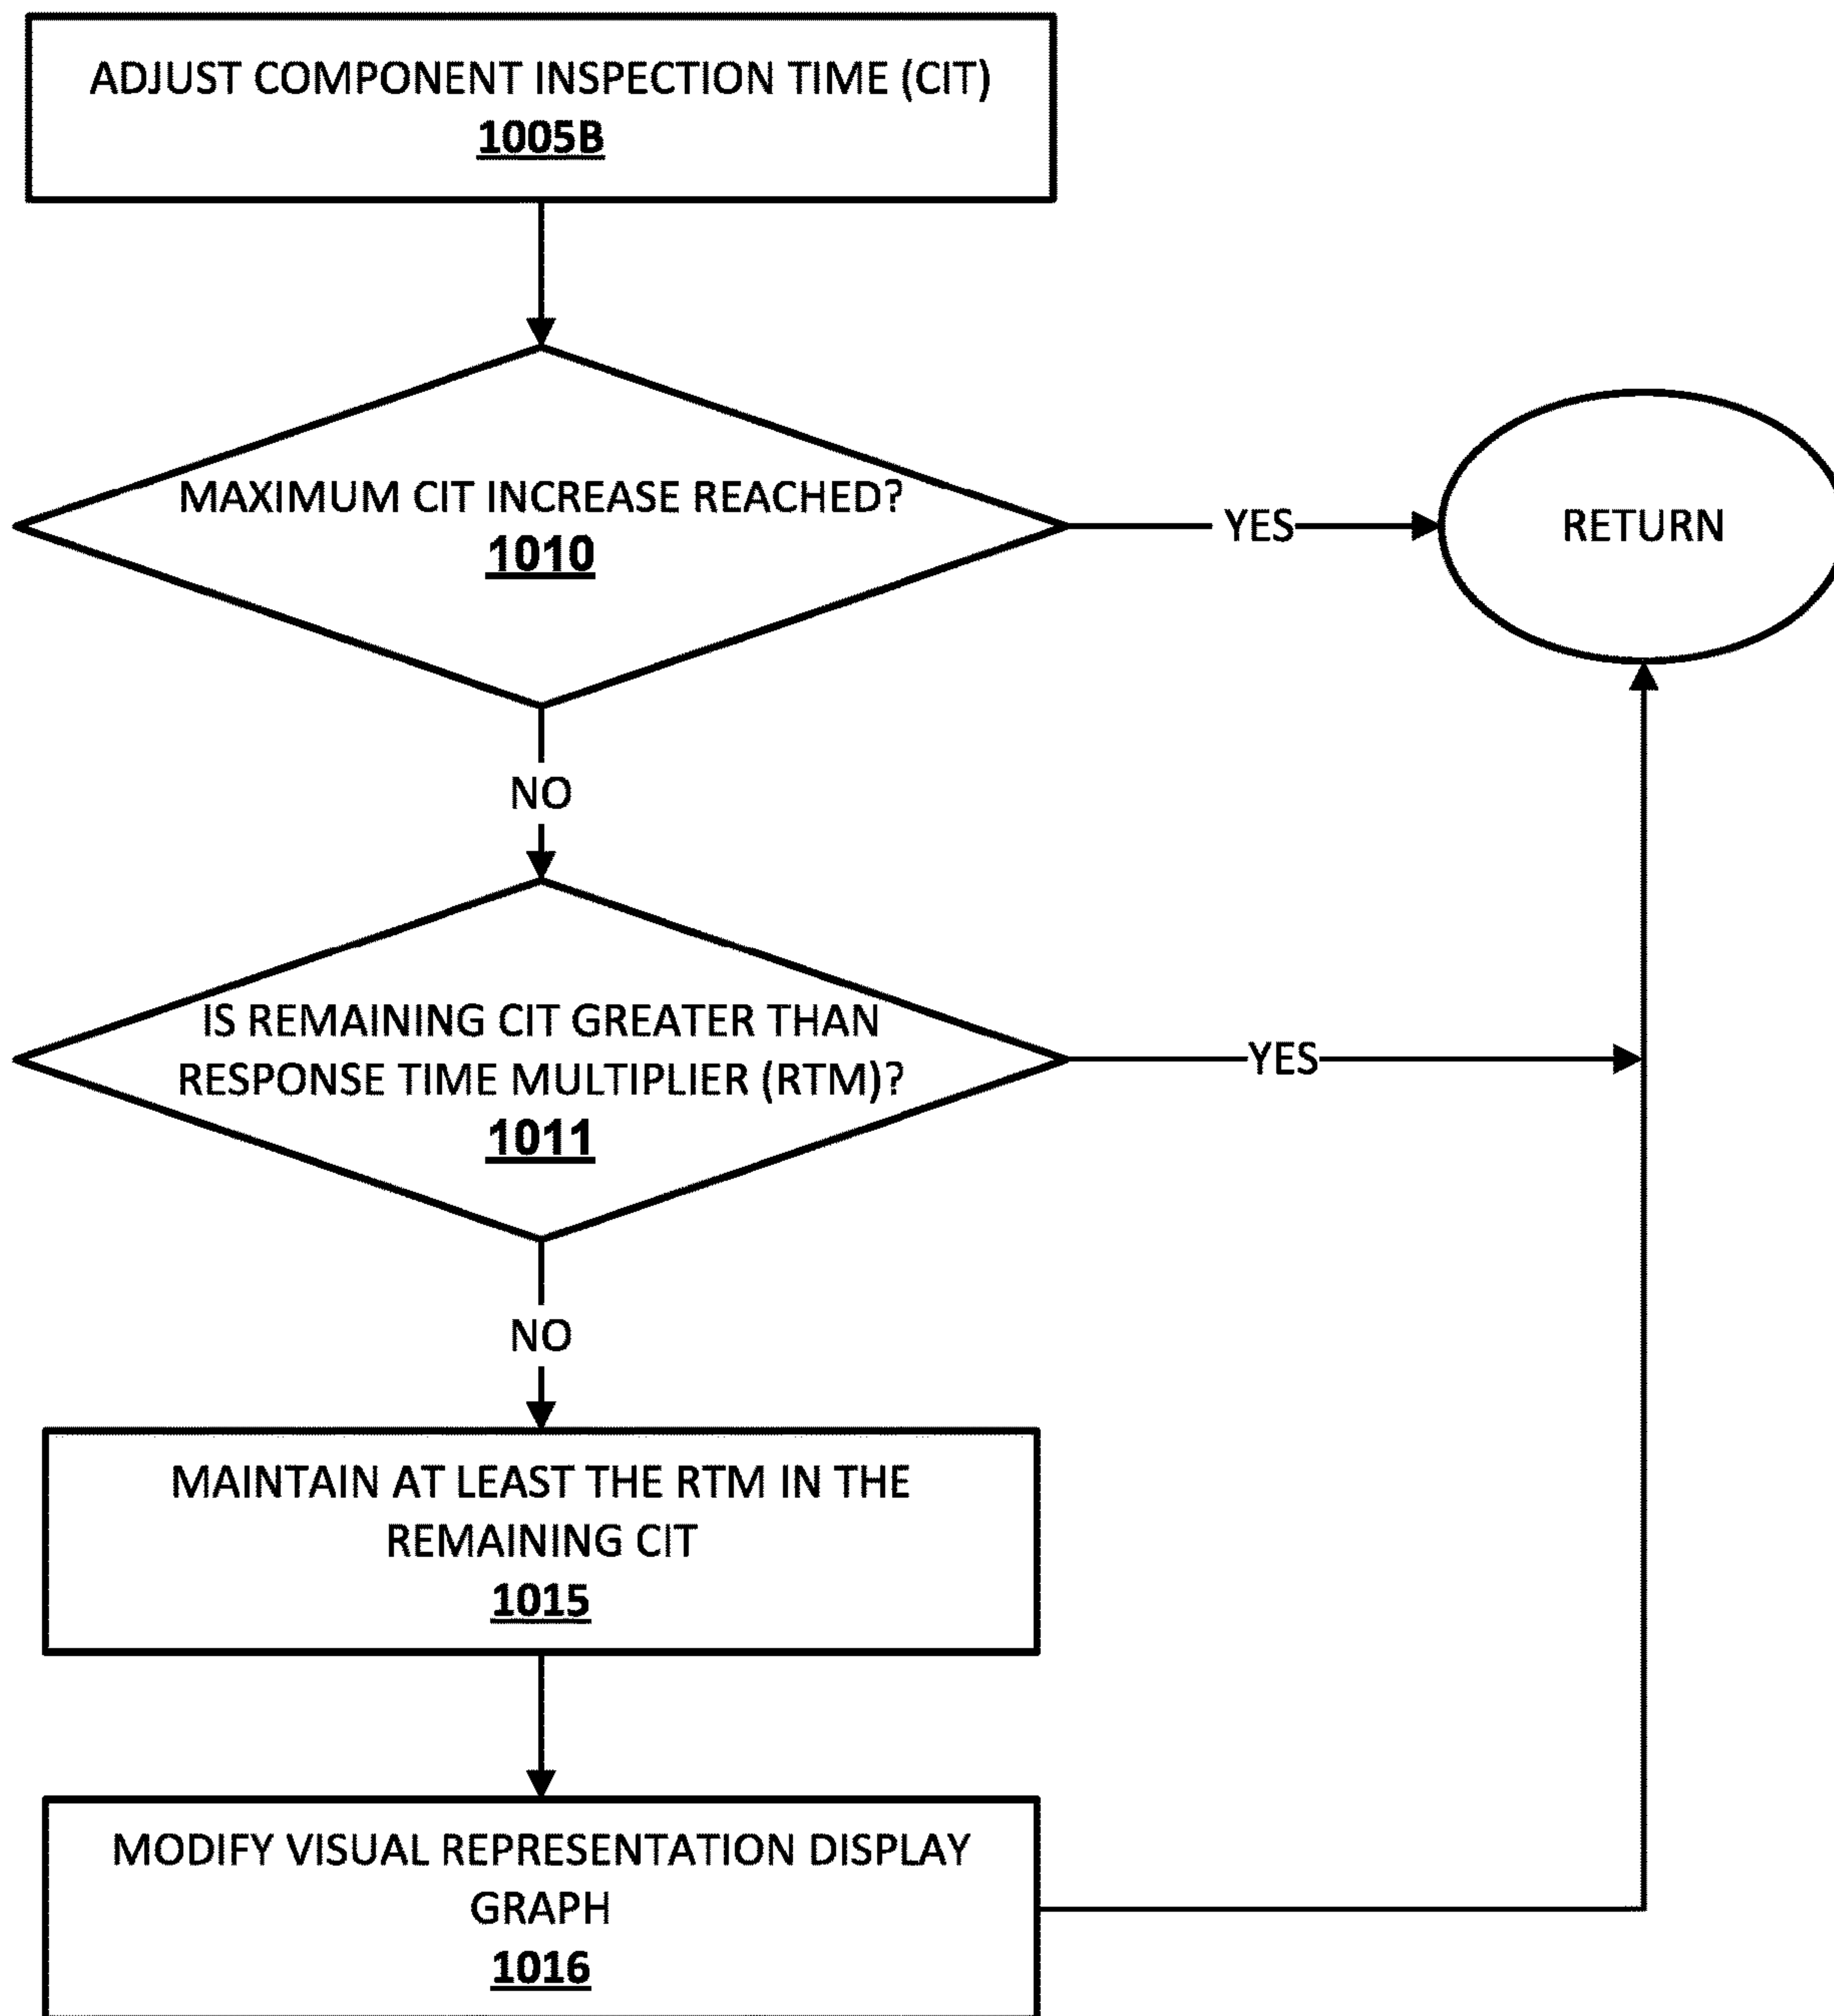 ADJUST COMPONENT INSPECTION TIME (CIT)
1005B
MAXIMUM CIT INCREASE REACHED?
1010
YES
RETURN
NO
IS REMAINING CIT GREATER THAN
RESPONSE TIME MULTIPLIER (RTM)?
1011
YES
NO
MAINTAIN AT LEAST THE RTM IN THE
REMAINING CIT
1015
MODIFY VISUAL REPRESENTATION DISPLAY
GRAPH
1016